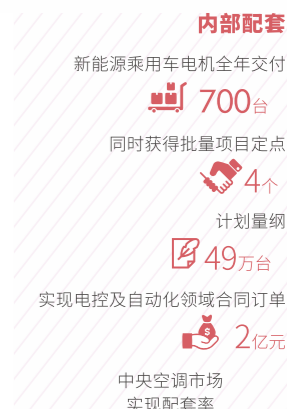 内部配套
新能源乘用车电机全年交付
700台
同时获得批量项目定点
4个
计划量纲
49万台
实现电控及自动化领域合同订单
2亿元
中央空调市场
实现配套率